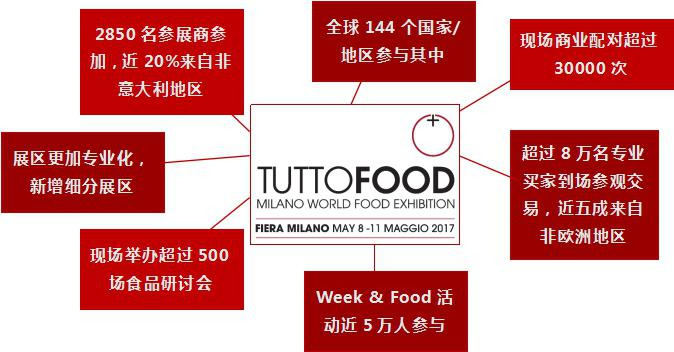 2850 名参展商参
加，近 20%来自非
意大利地区
全球 144 个国家/
地区参与其中
现场商业配对超过
30000 次
展区更加专业化，
新增细分展区
TUTTOFOOD
MILANO WORLD FOOD EXHIBITION
FIERA MILANO MAY 8 -11 MAGGIO 2017
超过 8 万名专业
买家到场参观交
易，近五成来自
非欧洲地区
现场举办超过 500
场食品研讨会
Week & Food 活
动近 5 万人参与